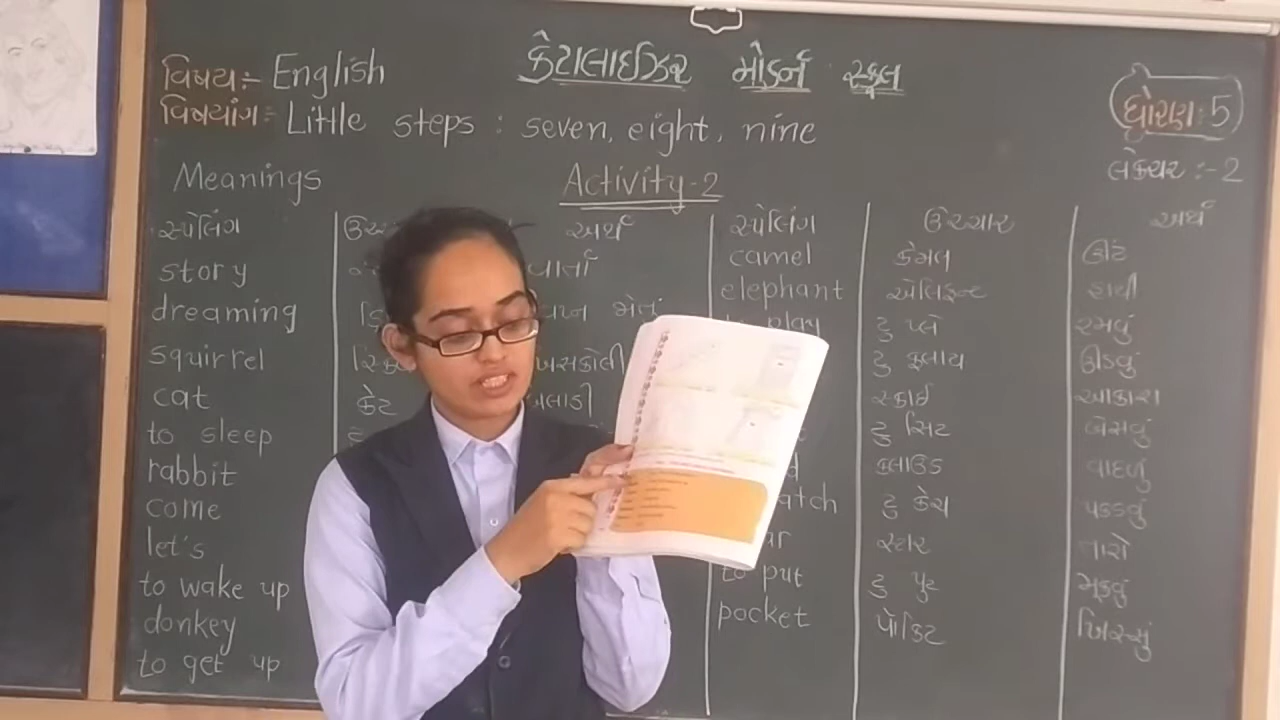 કેટાલાઈઝર મોડર્ન સ્કૂલ
વિષય:- English
ધોરણ: 5
વિષયાંગ:- Little steps : seven, eight, nine
લેક્ચર :- 2
Meanings
Activity-2
સ્પેલિંગ અર્થ સ્પેલિંગ ઉચ્ચાર અર્થ
story વાર્તા camel કેમલ ઊંટ
dreaming elephant એલિફન્ટ હાથી
play ટુ પ્લે રમવું
squirrel ખિસકોલી ટુ ફ્લાય ઊડવું
cat કેટ બિલાડી સ્કાઈ આકાશ
to sleep ટુ સિટ બેસવું
rabbit ક્લાઉડ વાદળું
come ટુ કેચ પકડવું
let's સ્ટાર તારો
to wake up to put ટુ પુટ મૂકવું
donkey pocket પોકિટ ખિસ્સું
to get up